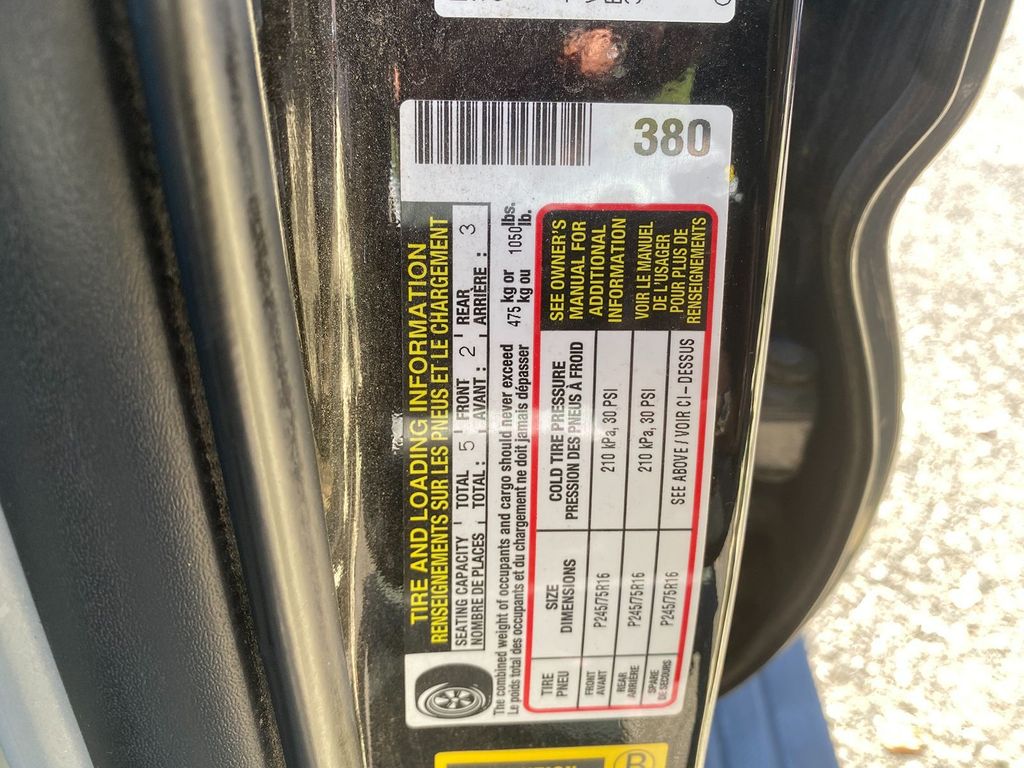 380
TIRE AND LOADING INFORMATION
RENSEIGNEMENTS SUR LES PNEUS ET LE CHARGEMENT
SEATING CAPACITY TOTAL 5 FRONT 2 REAR 3
NOMBRE DE PLACES TOTAL : AVANT : ARRIÈRE :
The combined weight of occupants and cargo should never exceed 475 kg or 1050 lbs.
Le poids total des occupants et du chargement ne doit jamais dépasser kg ou lb.
TIRE SIZE COLD TIRE PRESSURE
PNEU DIMENSIONS PRESSION DES PNEUS À FROID
FRONT P245/75R16 210 kPa, 30 PSI
AVANT
REAR P245/75R16 210 kPa, 30 PSI
ARRIÈRE
SPARE P245/75R16 SEE ABOVE / VOIR CI-DESSUS
DE SECOURS
SEE OWNER'S
MANUAL FOR
ADDITIONAL
INFORMATION
VOIR LE MANUEL
DE L'USAGER
POUR PLUS DE
RENSEIGNEMENTS